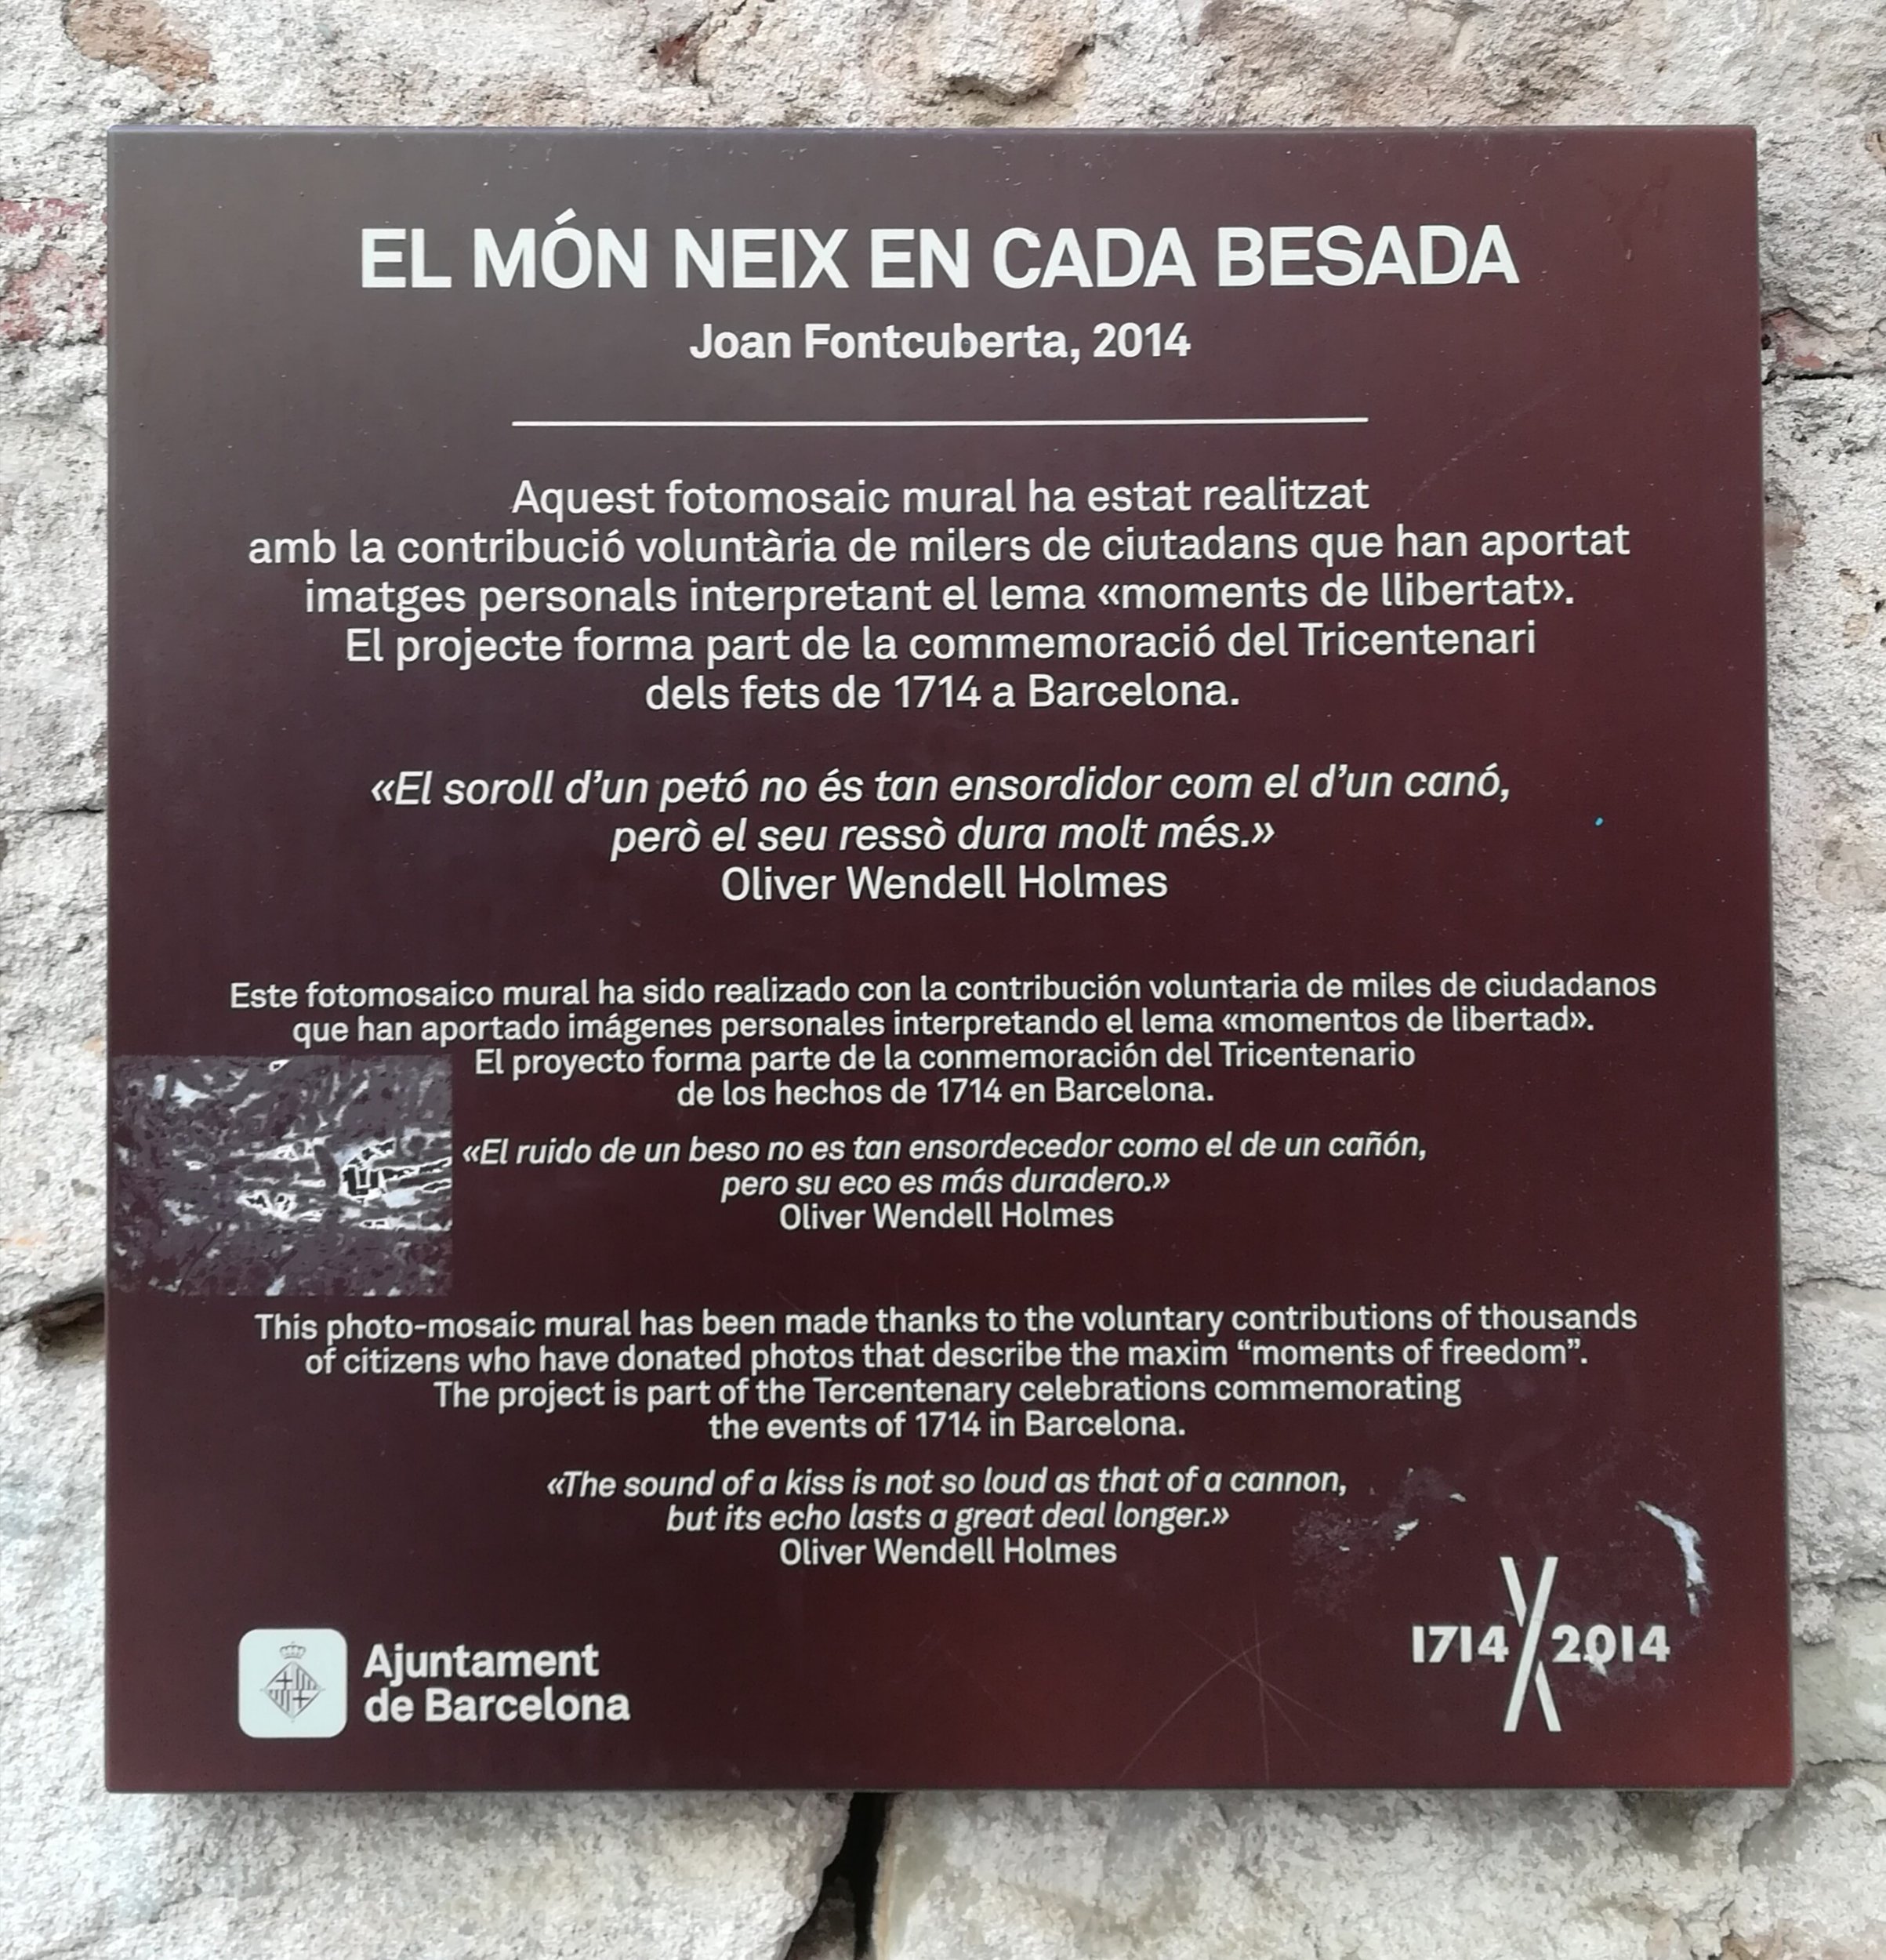 EL MÓN NEIX EN CADA BESADA
Joan Fontcuberta, 2014
Aquest fotomosaic mural ha estat realitzat
amb la contribució voluntària de milers de ciutadans que han aportat
imatges personals interpretant el lema «moments de llibertat».
El projecte forma part de la commemoració del Tricentenari
dels fets de 1714 a Barcelona.
«El soroll d’un petó no és tan ensordidor com el d’un canó,
però el seu ressò dura molt més.»
Oliver Wendell Holmes
Este fotomosaico mural ha sido realizado con la contribución voluntaria de miles de ciudadanos
que han aportado imágenes personales interpretando el lema «momentos de libertad».
El proyecto forma parte de la conmemoración del Tricentenario
de los hechos de 1714 en Barcelona.
«El ruido de un beso no es tan ensordecedor como el de un cañón,
pero su eco es más duradero.»
Oliver Wendell Holmes
This photo-mosaic mural has been made thanks to the voluntary contributions of thousands
of citizens who have donated photos that describe the maxim “moments of freedom”.
The project is part of the Tercentenary celebrations commemorating
the events of 1714 in Barcelona.
«The sound of a kiss is not so loud as that of a cannon,
but its echo lasts a great deal longer.»
Oliver Wendell Holmes
Ajuntament
de Barcelona
1714 2014